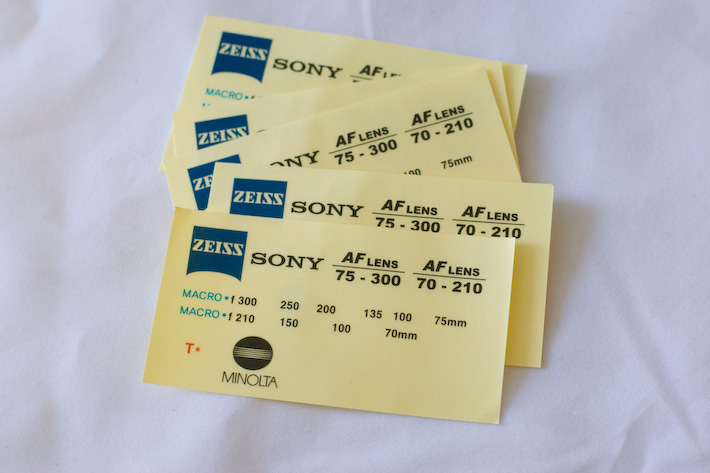 ZEISS SONY AF
MACRO •
ZEISS AF LENS AF LENS
75 - 300 70 - 210
75mm
ZEISS SONY AF LENS AF LENS
75 - 300 70 - 210
ZEISS SONY AF LENS AF LENS
75 - 300 70 - 210
MACRO • f 300 250 200 135 100 75mm
MACRO • f 210 150 100 70mm
T* 
MINOLTA